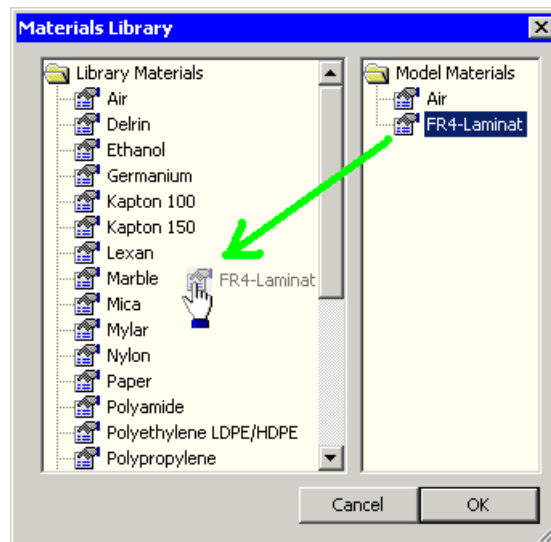 Materials Library
Library Materials
Air
Delrin
Ethanol
Germanium
Kapton 100
Kapton 150
Lexan
Marble
Mica
Mylar
Nylon
Paper
Polyamide
Polyethylene LDPE/HDPE
Polypropylene
FR4-Laminat
Model Materials
Air
FR4-Laminat
Cancel
OK